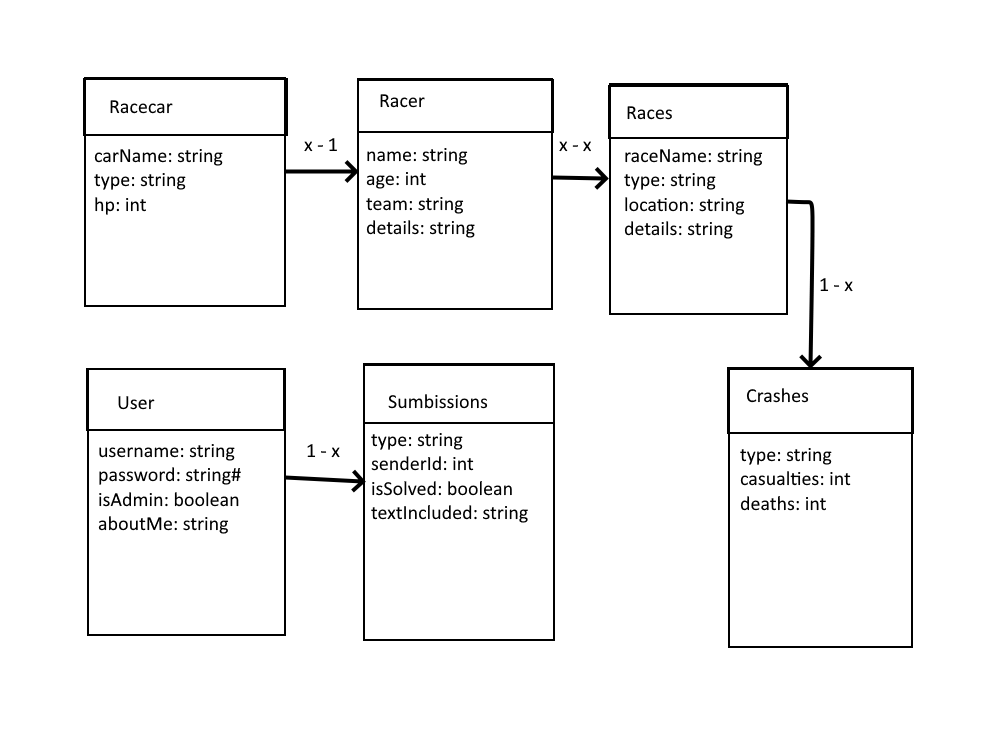 Racecar
carName: string
type: string
hp: int
x - 1
Racer
name: string
age: int
team: string
details: string
x - x
Races
raceName: string
type: string
location: string
details: string
1 - x
User
username: string
password: string#
isAdmin: boolean
aboutMe: string
1 - x
Sumbissions
type: string
senderId: int
isSolved: boolean
textIncluded: string
Crashes
type: string
casualties: int
deaths: int